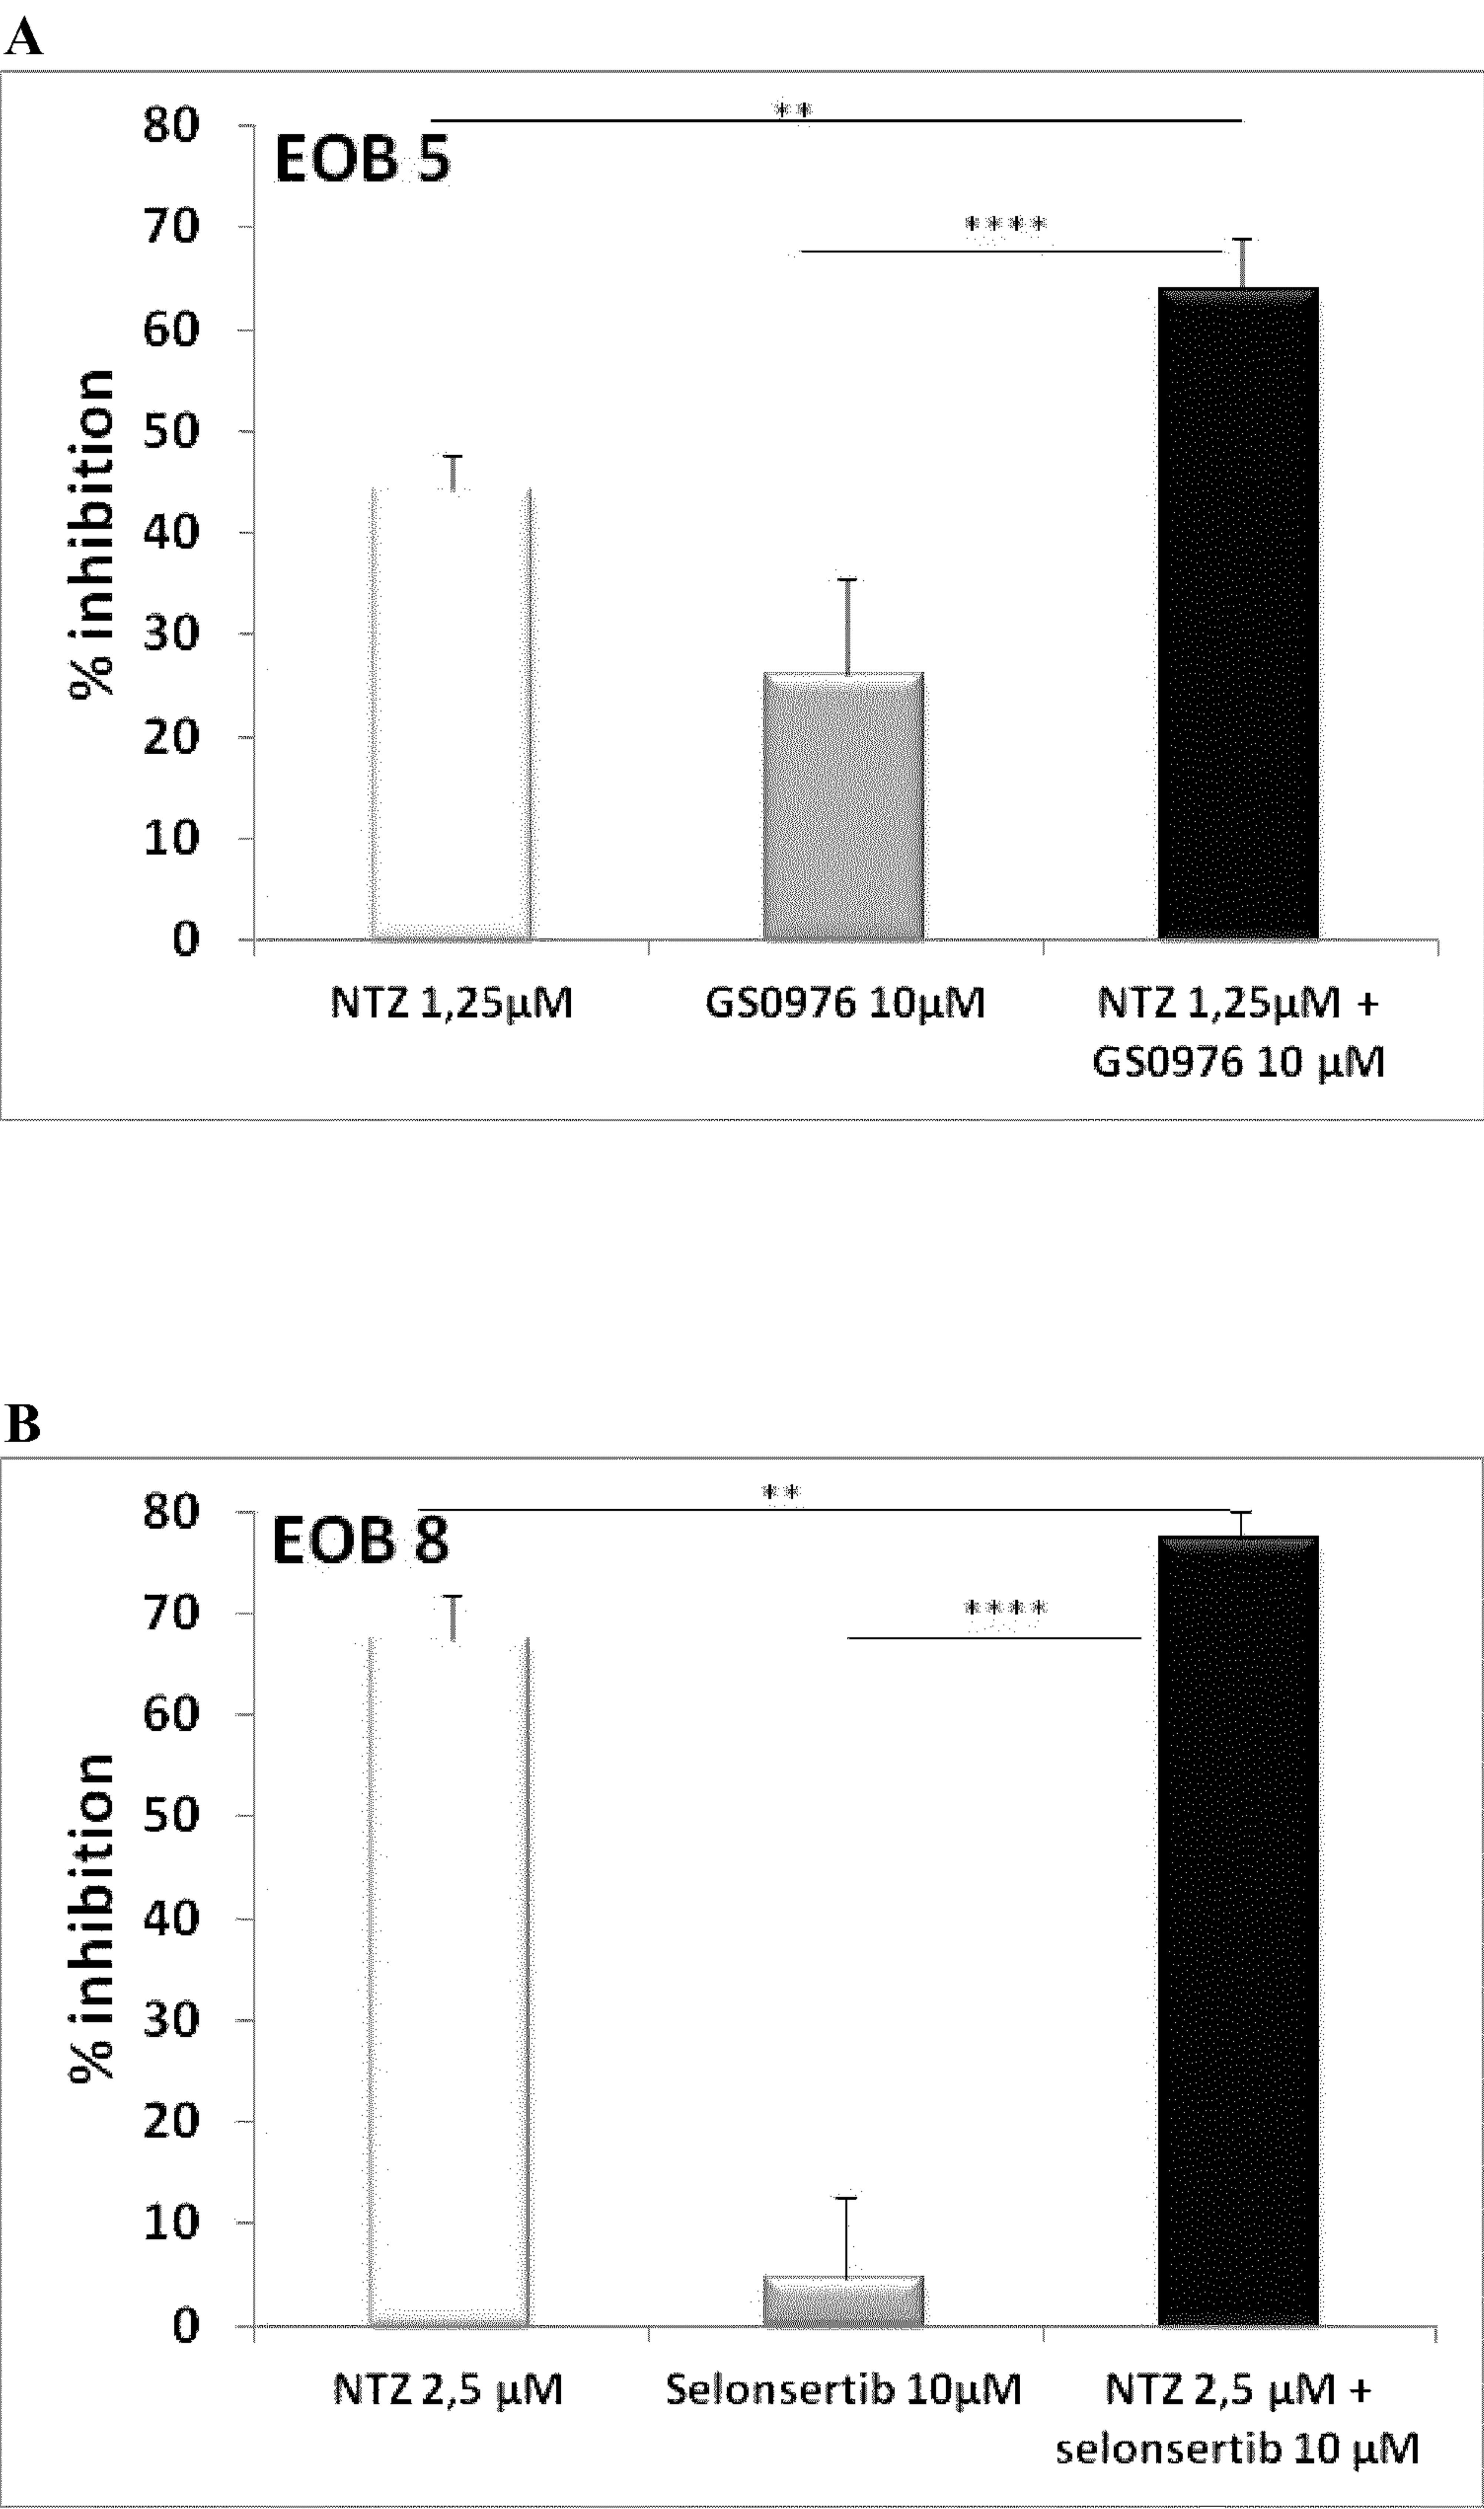 A
80
**
EOB 5
70
****
60
50
40
30
20
10
0
% inhibition
NTZ 1,25µM
GS0976 10µM
NTZ 1,25µM +
GS0976 10 µM
B
80
**
EOB 8
70
****
60
50
40
30
20
10
0
% inhibition
NTZ 2,5 µM
Selonsertib 10µM
NTZ 2,5 µM +
selonsertib 10 µM